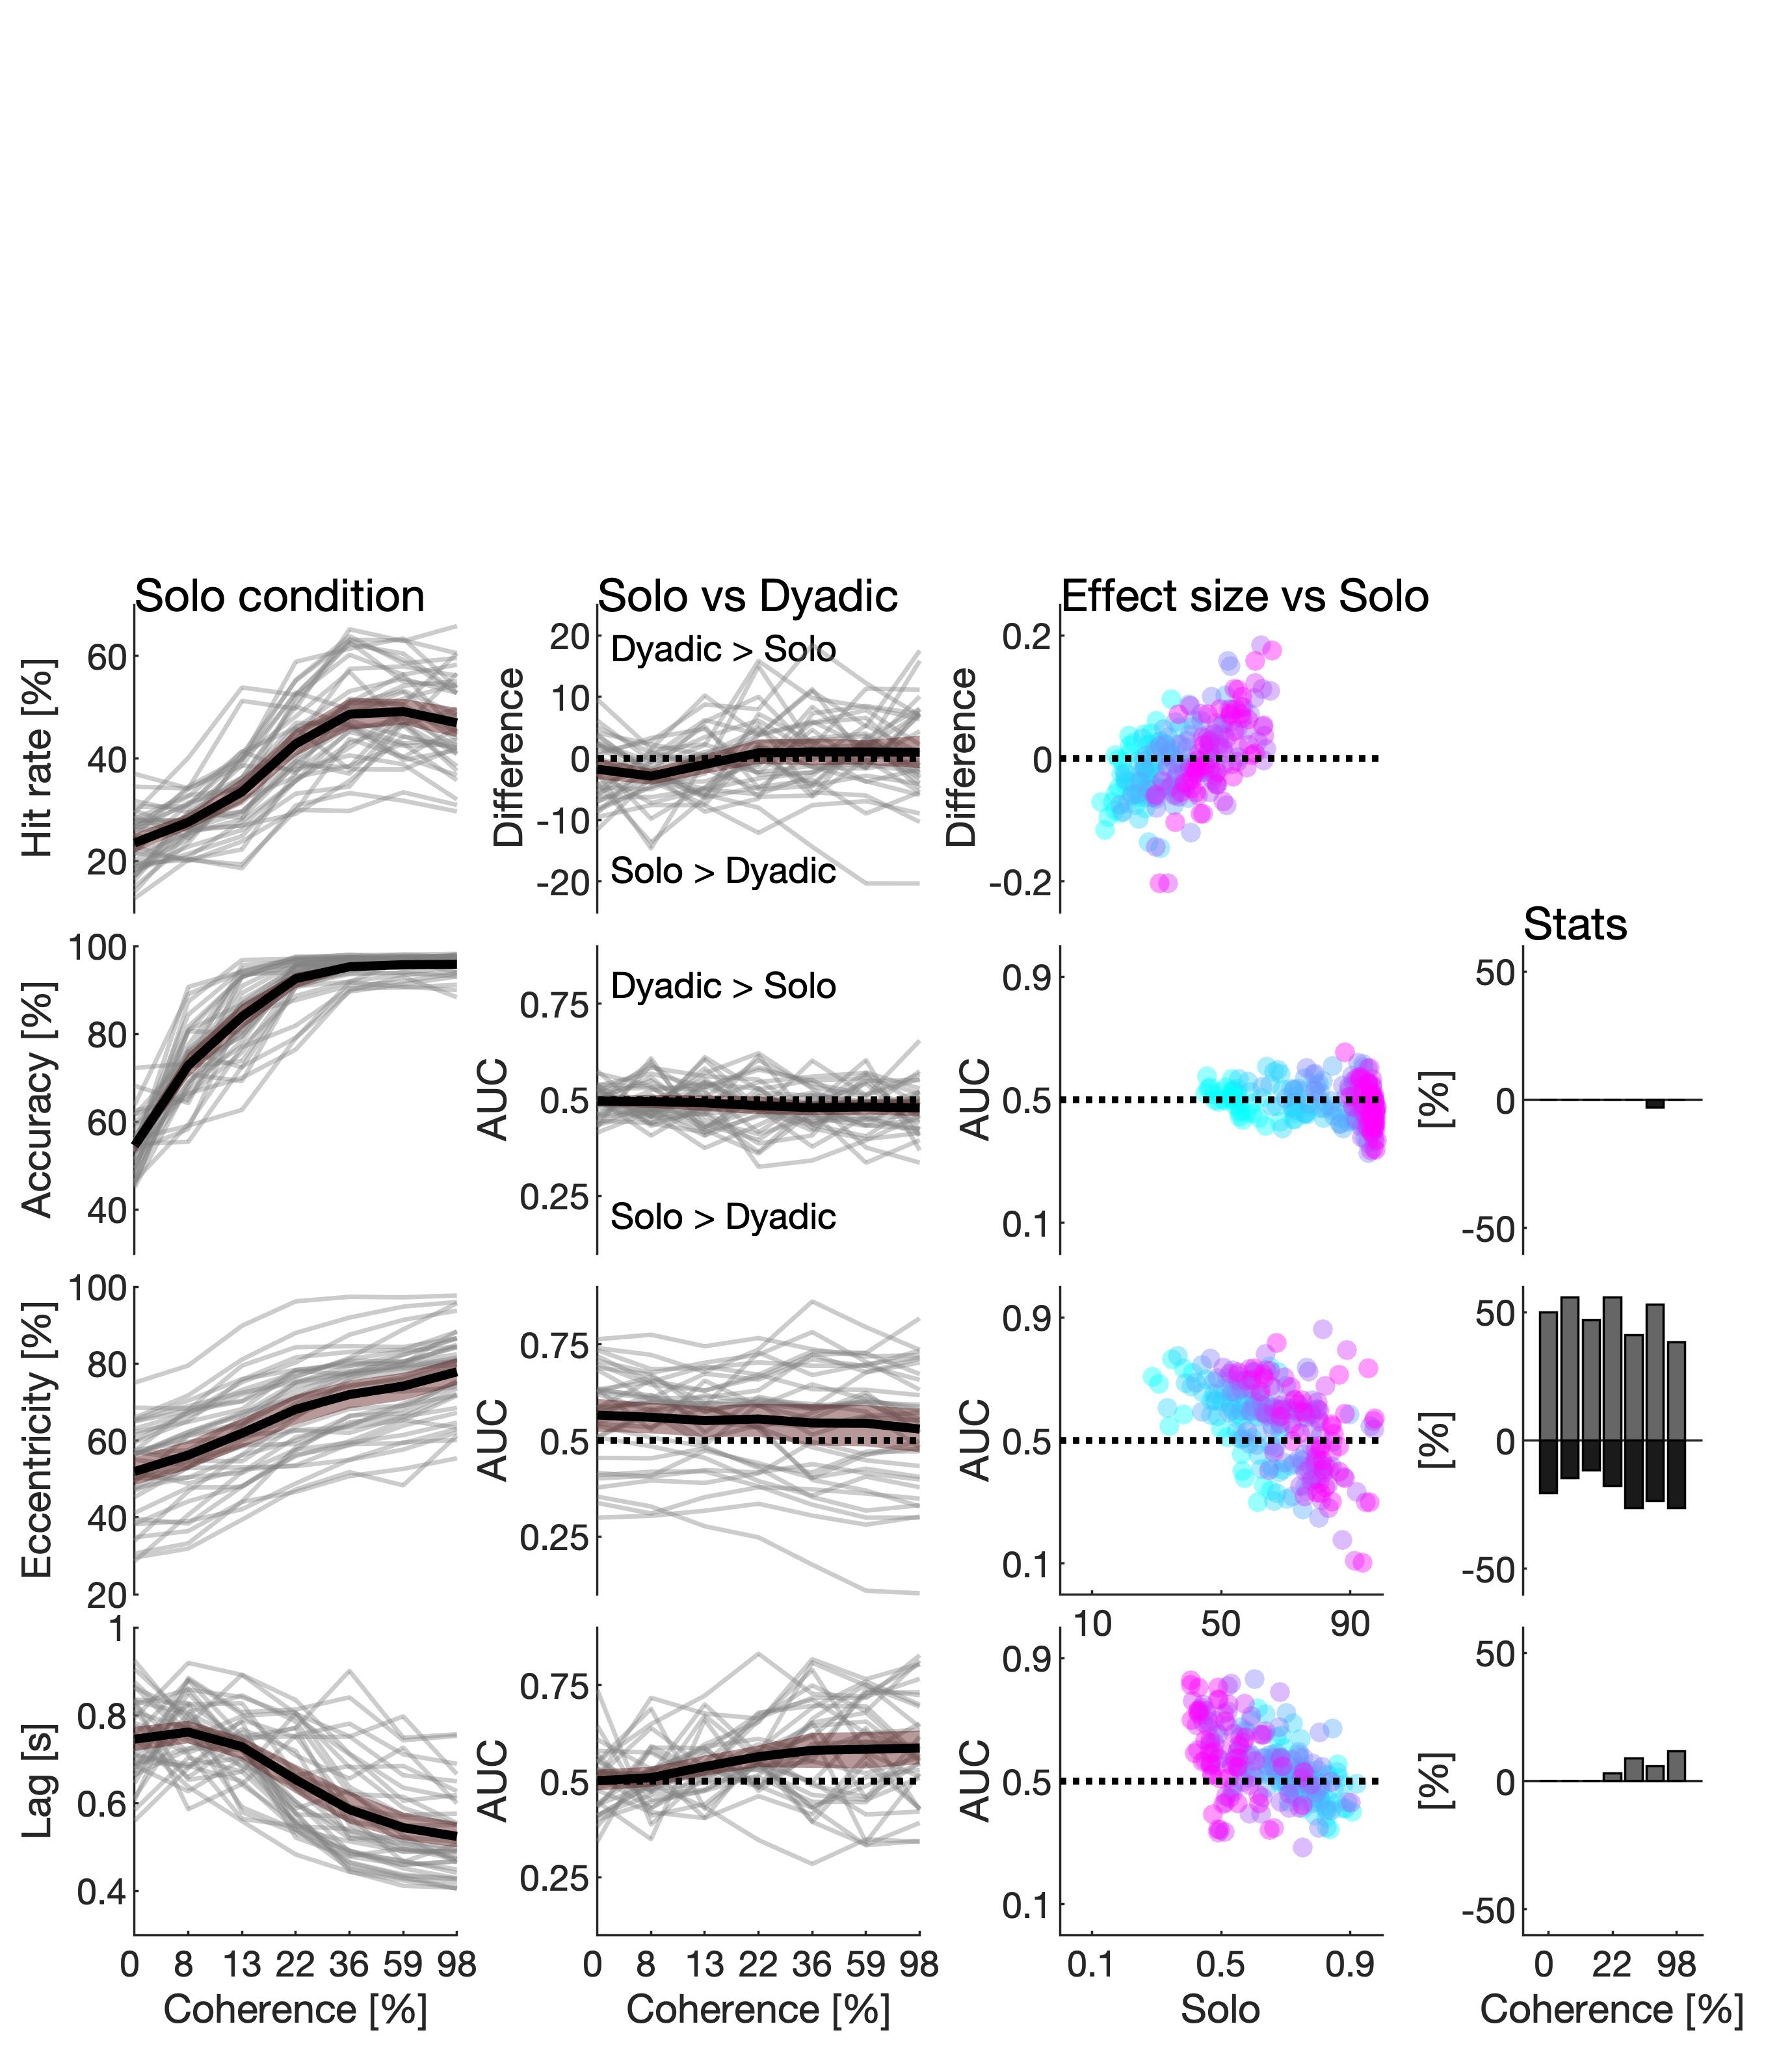 Solo condition
Solo vs Dyadic
Effect size vs Solo
Hit rate [%]
60
40
20
Difference
20
10
0
-10
-20
Dyadic > Solo
Solo > Dyadic
Difference
0.2
0
-0.2
Stats
Accuracy [%]
100
80
60
40
AUC
0.75
0.5
0.25
Dyadic > Solo
Solo > Dyadic
AUC
0.9
0.5
0.1
[%]
50
0
-50
Eccentricity [%]
100
80
60
40
20
AUC
0.75
0.5
0.25
AUC
0.9
0.5
0.1
10 50 90
[%]
50
0
-50
Lag [s]
1
0.8
0.6
0.4
0 8 13 22 36 59 98
Coherence [%]
AUC
0.75
0.5
0.25
0 8 13 22 36 59 98
Coherence [%]
AUC
0.9
0.5
0.1
0.1 0.5 0.9
Solo
[%]
50
0
-50
0 22 98
Coherence [%]